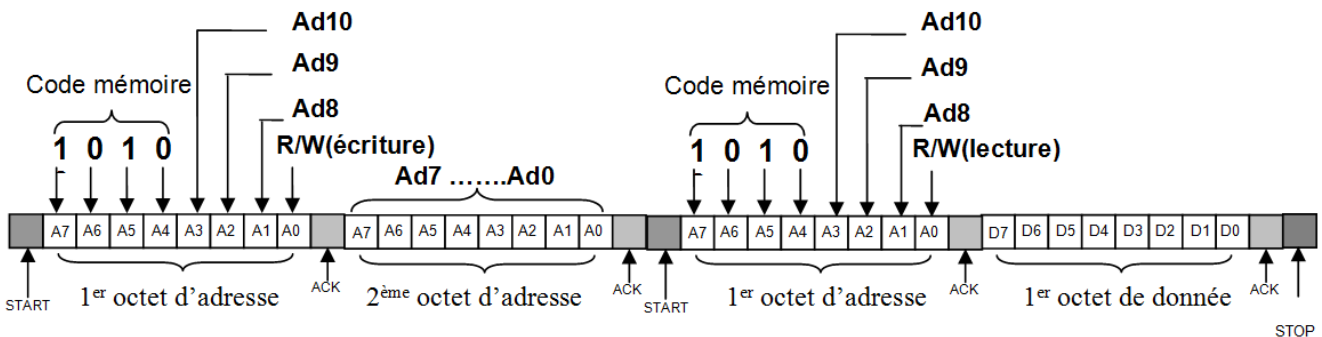 Ad10
Ad10
Ad9
Ad9
Code mémoire
Code mémoire
Ad8
Ad8
1 0 1 0
R/W(écriture)
1 0 1 0
R/W(lecture)
Ad7 …….Ad0
A7 A6 A5 A4 A3 A2 A1 A0
A7 A6 A5 A4 A3 A2 A1 A0
A7 A6 A5 A4 A3 A2 A1 A0
D7 D6 D5 D4 D3 D2 D1 D0
START
1er octet d’adresse
ACK
2ème octet d’adresse
ACK
START
1er octet d’adresse
ACK
1er octet de donnée
ACK
STOP